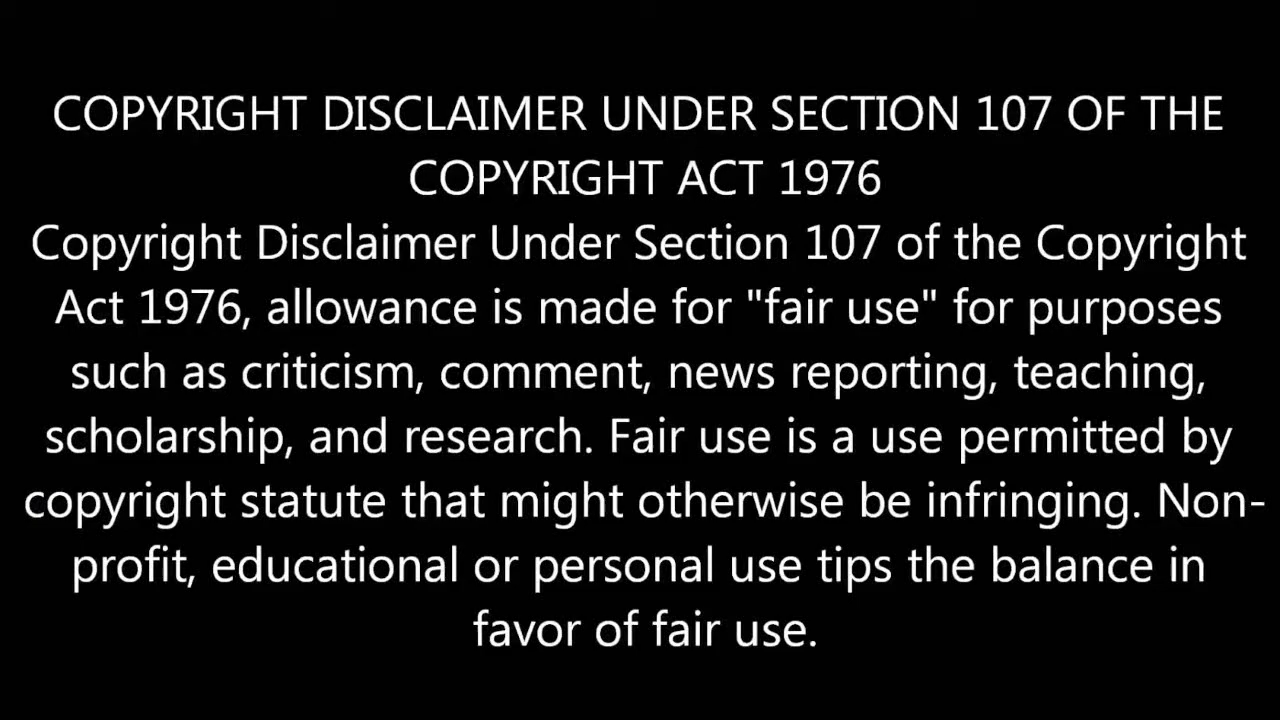 COPYRIGHT DISCLAIMER UNDER SECTION 107 OF THE
COPYRIGHT ACT 1976
Copyright Disclaimer Under Section 107 of the Copyright
Act 1976, allowance is made for "fair use" for purposes
such as criticism, comment, news reporting, teaching,
scholarship, and research. Fair use is a use permitted by
copyright statute that might otherwise be infringing. Non-
profit, educational or personal use tips the balance in
favor of fair use.